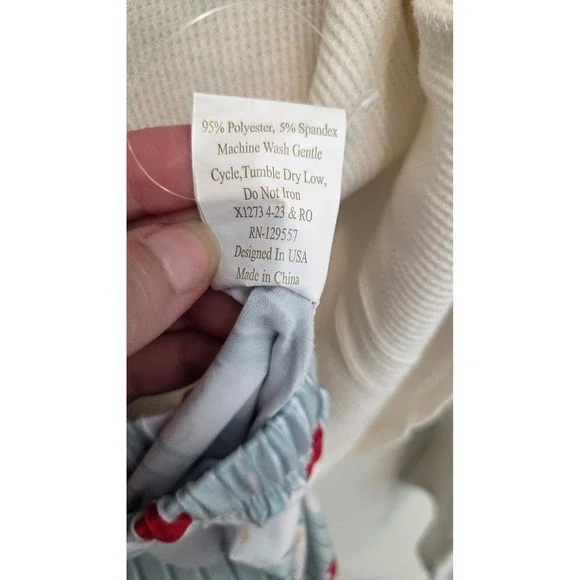 95% Polyester, 5% Spandex
Machine Wash Gentle
Cycle,Tumble Dry Low,
Do Not Iron
X1273 4-23 & RO
RN-129557
Designed In USA
Made in China